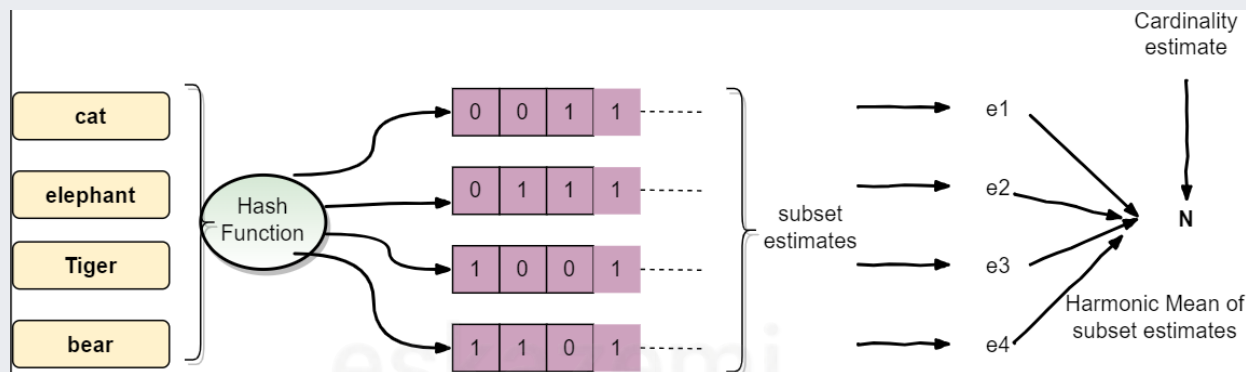 Cardinality
estimate
cat
0 0 1 1
e1
elephant
0 1 1 1
e2
Hash
Function
subset
estimates
N
Tiger
1 0 0 1
e3
Harmonic Mean of
subset estimates
bear
1 1 0 1
e4